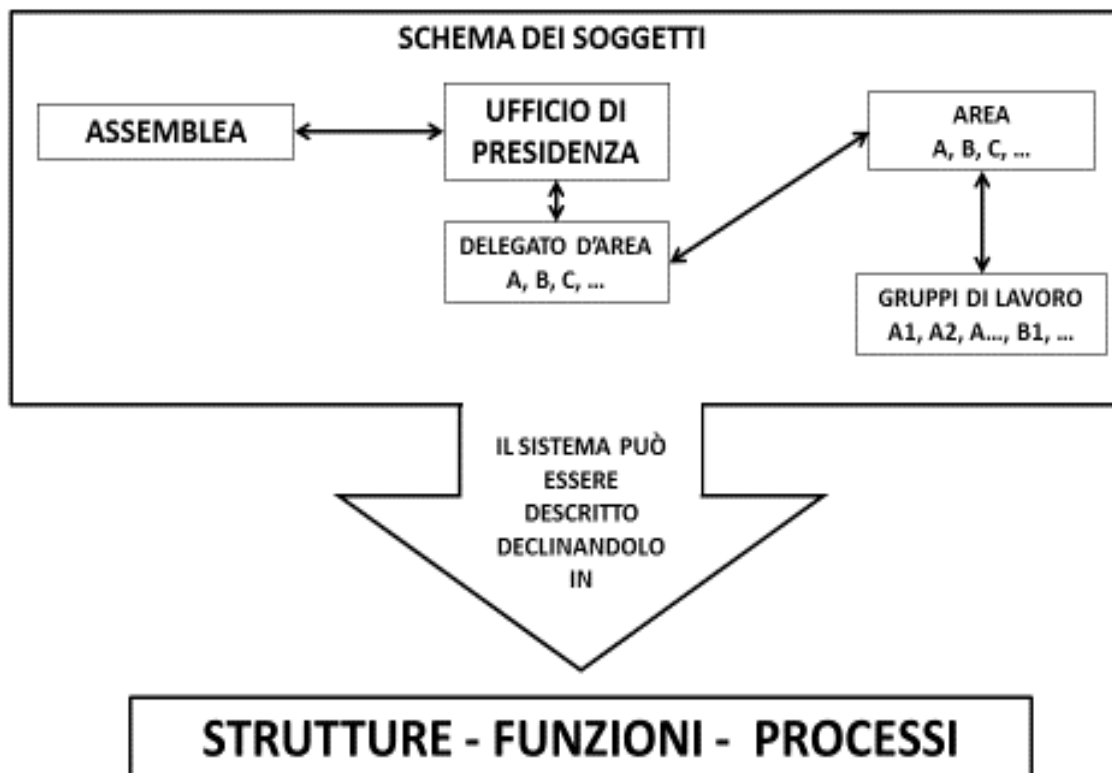 SCHEMA DEI SOGGETTI
ASSEMBLEA
UFFICIO DI
PRESIDENZA
AREA
A, B, C, ...
DELEGATO D'AREA
A, B, C, ...
GRUPPI DI LAVORO
A1, A2, A..., B1, ...
IL SISTEMA PUÒ
ESSERE
DESCRITTO
DECLINANDOLO
IN
STRUTTURE - FUNZIONI - PROCESSI